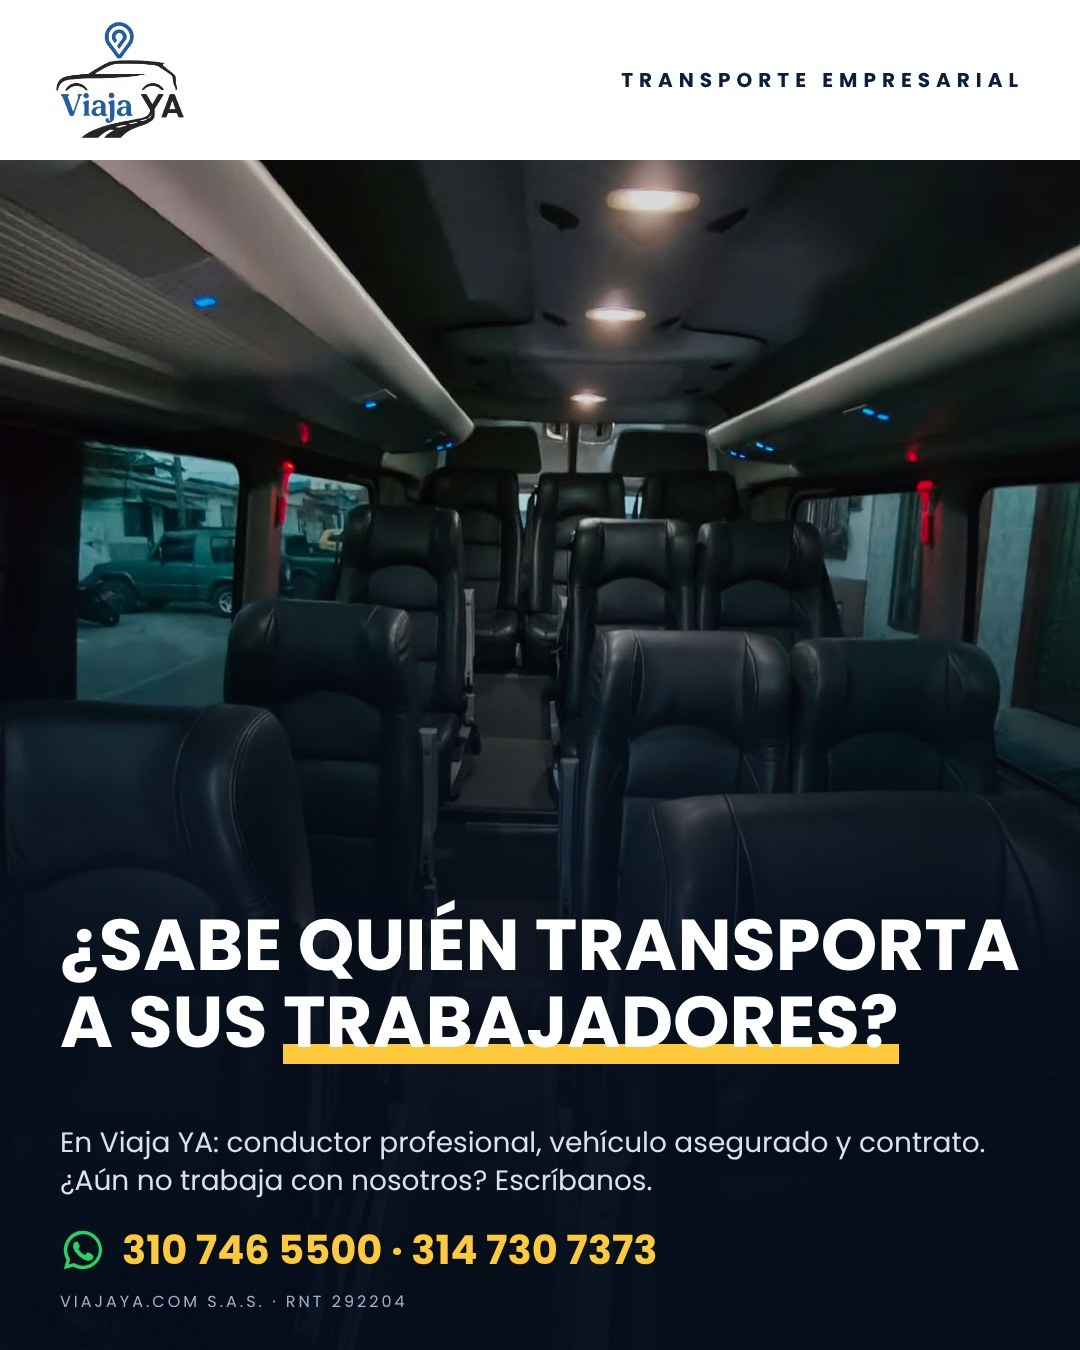 Viaja YA
TRANSPORTE EMPRESARIAL
¿SABE QUIÉN TRANSPORTA
A SUS TRABAJADORES?
En Viaja YA: conductor profesional, vehículo asegurado y contrato.
¿Aún no trabaja con nosotros? Escríbanos.
310 746 5500 · 314 730 7373
VIAJAYA.COM S.A.S. · RNT 292204